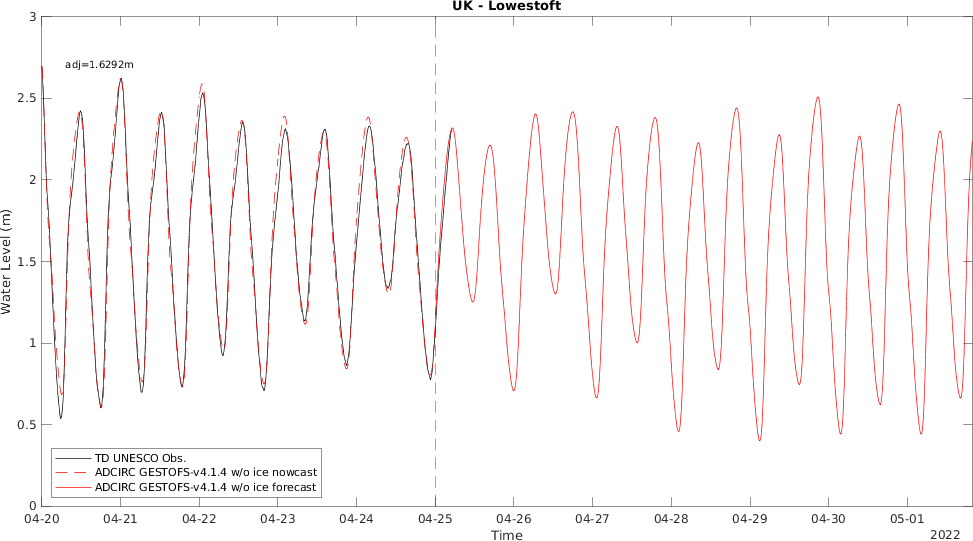 UK - Lowestoft
3
adj=1.6292m
2.5
2
1.5
1
0.5
0
Water Level (m)
TD UNESCO Obs.
ADCIRC GESTOFS-v4.1.4 w/o ice nowcast
ADCIRC GESTOFS-v4.1.4 w/o ice forecast
04-20 04-21 04-22 04-23 04-24 04-25 04-26 04-27 04-28 04-29 04-30 05-01
Time
2022